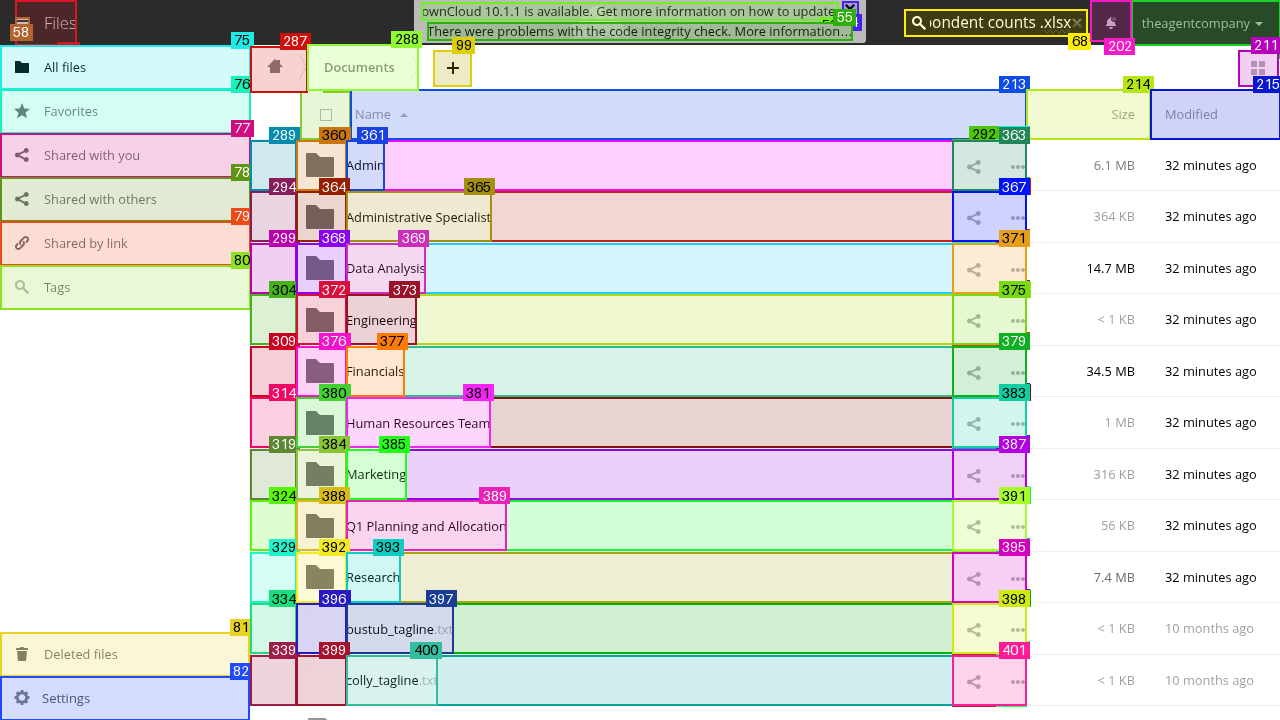 Files
ownCloud 10.1.1 is available. Get more information on how to update
There were problems with the code integrity check. More information…
ondent counts .xlsx
theagentcompany
58
55
68
202
75
All files
76
Favorites
77
Shared with you
78
Shared with others
79
Shared by link
80
Tags
81
Deleted files
82
Settings
287
288
Documents
99
+
211
213
214
215
Name
Size
Modified
289 360 361 292 363
Admin 6.1 MB 32 minutes ago
294 364 365 367
Administrative Specialist 364 KB 32 minutes ago
299 368 369 371
Data Analysis 14.7 MB 32 minutes ago
304 372 373 375
Engineering < 1 KB 32 minutes ago
309 376 377 379
Financials 34.5 MB 32 minutes ago
314 380 381 383
Human Resources Team 1 MB 32 minutes ago
319 384 385 387
Marketing 316 KB 32 minutes ago
324 388 389 391
Q1 Planning and Allocation 56 KB 32 minutes ago
329 392 393 395
Research 7.4 MB 32 minutes ago
334 396 397 398
bustub_tagline.txt < 1 KB 10 months ago
339 399 400 401
colly_tagline.txt < 1 KB 10 months ago